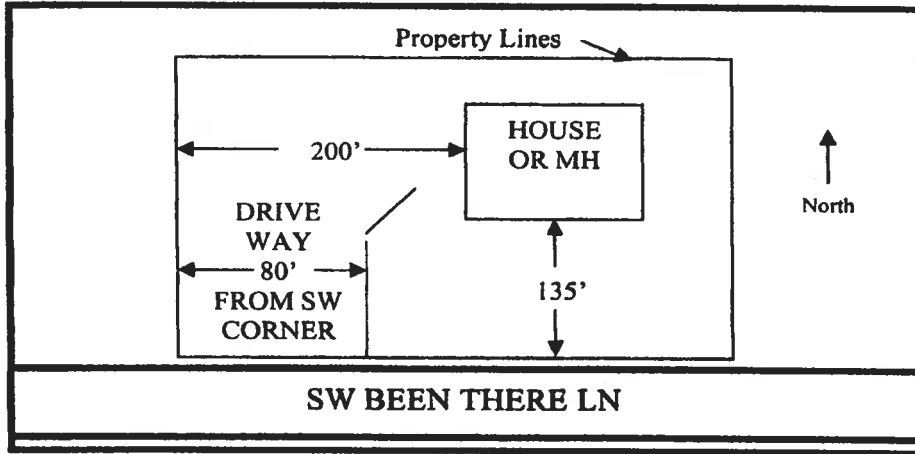 Property Lines
HOUSE
OR MH
200'
North
DRIVE
WAY
80'
FROM SW
CORNER
135'
SW BEEN THERE LN